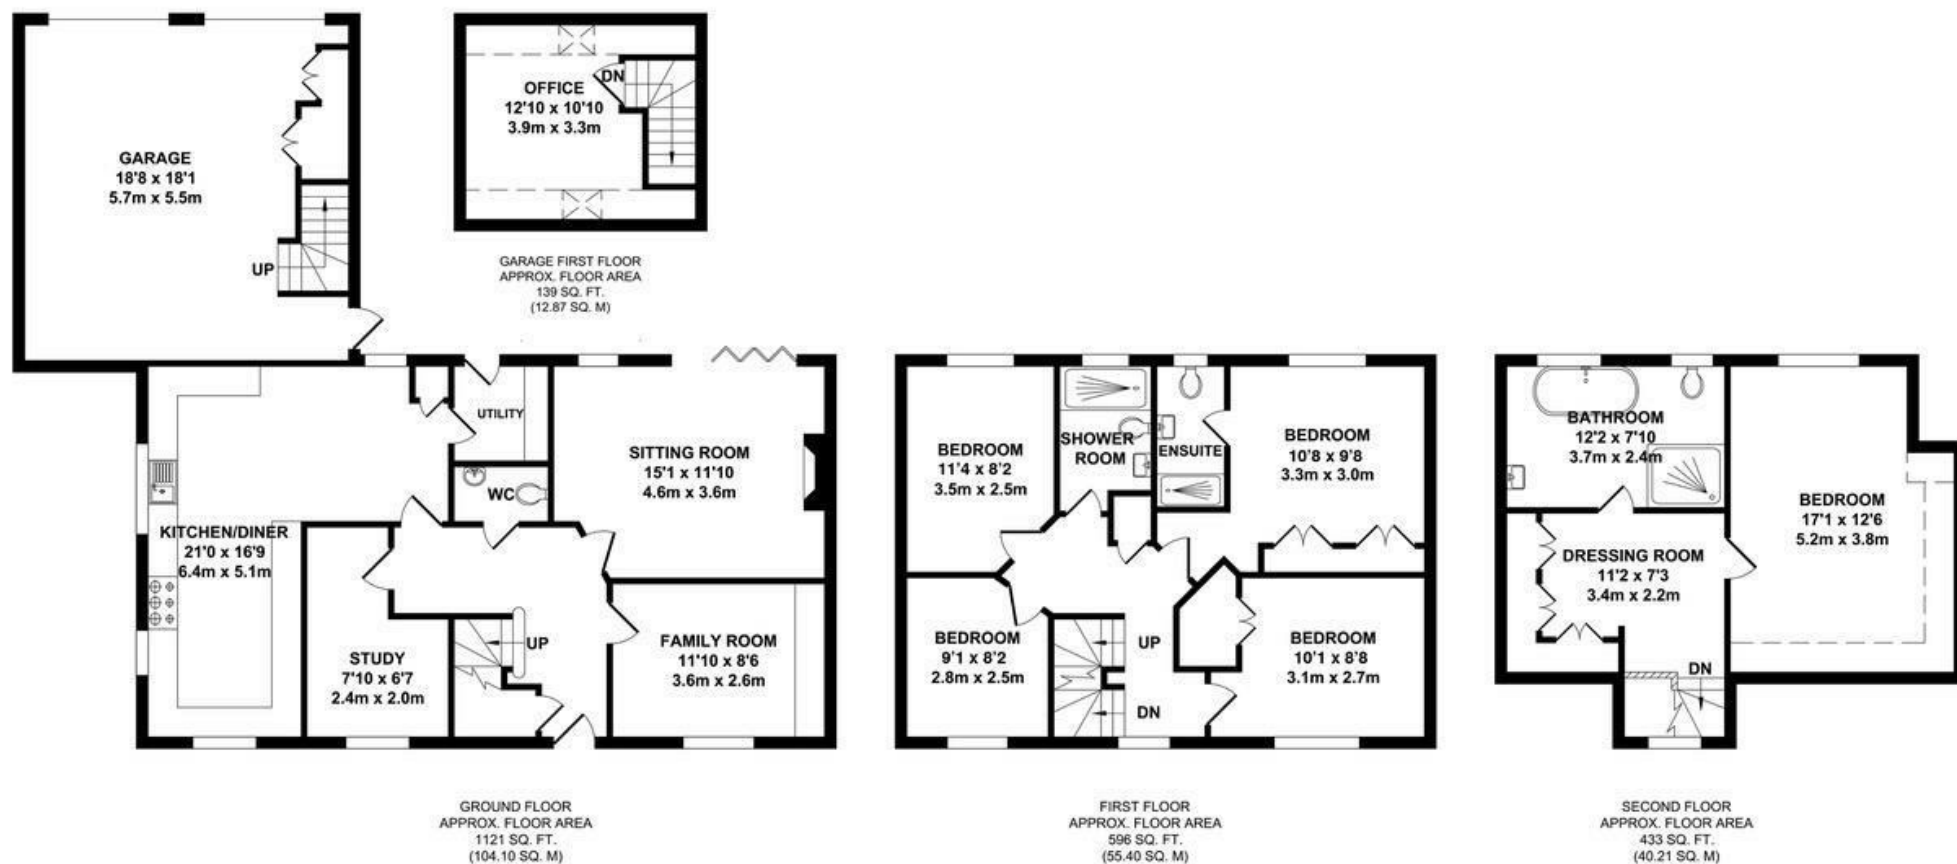 GARAGE
18'8 x 18'1
5.7m x 5.5m
UP
OFFICE
12'10 x 10'10
3.9m x 3.3m
DN
GARAGE FIRST FLOOR
APPROX. FLOOR AREA
139 SQ. FT.
(12.87 SQ. M)
KITCHEN/DINER
21'0 x 16'9
6.4m x 5.1m
UTILITY
WC
SITTING ROOM
15'1 x 11'10
4.6m x 3.6m
STUDY
7'10 x 6'7
2.4m x 2.0m
UP
FAMILY ROOM
11'10 x 8'6
3.6m x 2.6m
GROUND FLOOR
APPROX. FLOOR AREA
1121 SQ. FT.
(104.10 SQ. M)
BEDROOM
11'4 x 8'2
3.5m x 2.5m
SHOWER
ROOM
ENSUITE
BEDROOM
10'8 x 9'8
3.3m x 3.0m
BEDROOM
9'1 x 8'2
2.8m x 2.5m
UP
DN
BEDROOM
10'1 x 8'8
3.1m x 2.7m
FIRST FLOOR
APPROX. FLOOR AREA
596 SQ. FT.
(55.40 SQ. M)
BATHROOM
12'2 x 7'10
3.7m x 2.4m
BEDROOM
17'1 x 12'6
5.2m x 3.8m
DRESSING ROOM
11'2 x 7'3
3.4m x 2.2m
DN
SECOND FLOOR
APPROX. FLOOR AREA
433 SQ. FT.
(40.21 SQ. M)